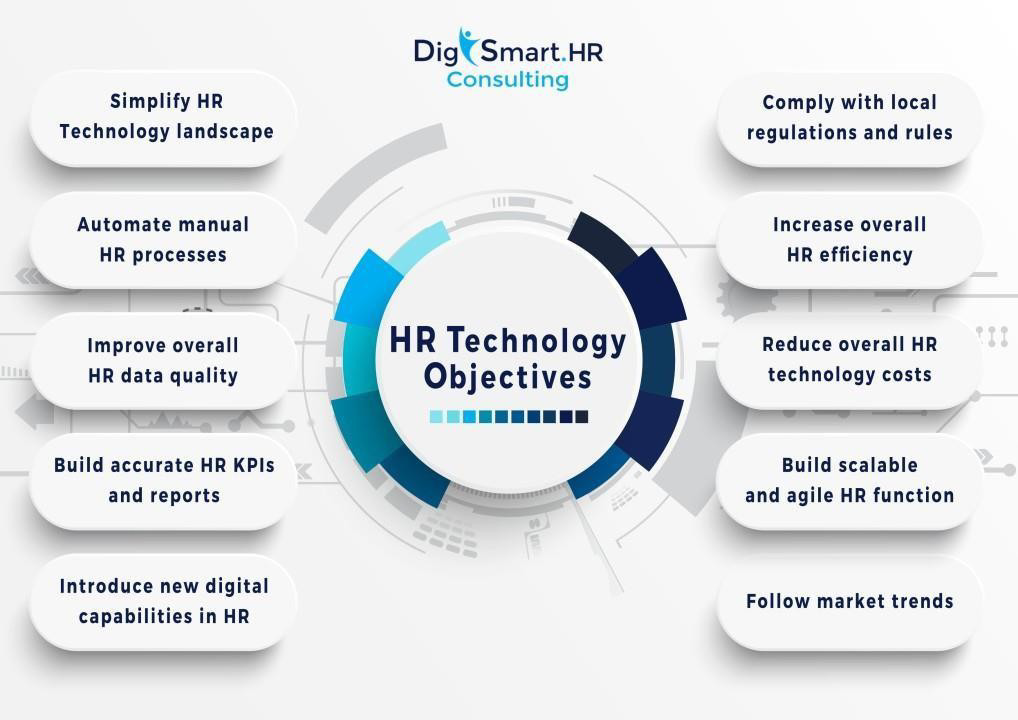 DigiSmart.HR
Consulting
Simplify HR
Technology landscape
Automate manual
HR processes
Improve overall
HR data quality
Build accurate HR KPIs
and reports
Introduce new digital
capabilities in HR
HR Technology
Objectives
Comply with local
regulations and rules
Increase overall
HR efficiency
Reduce overall HR
technology costs
Build scalable
and agile HR function
Follow market trends